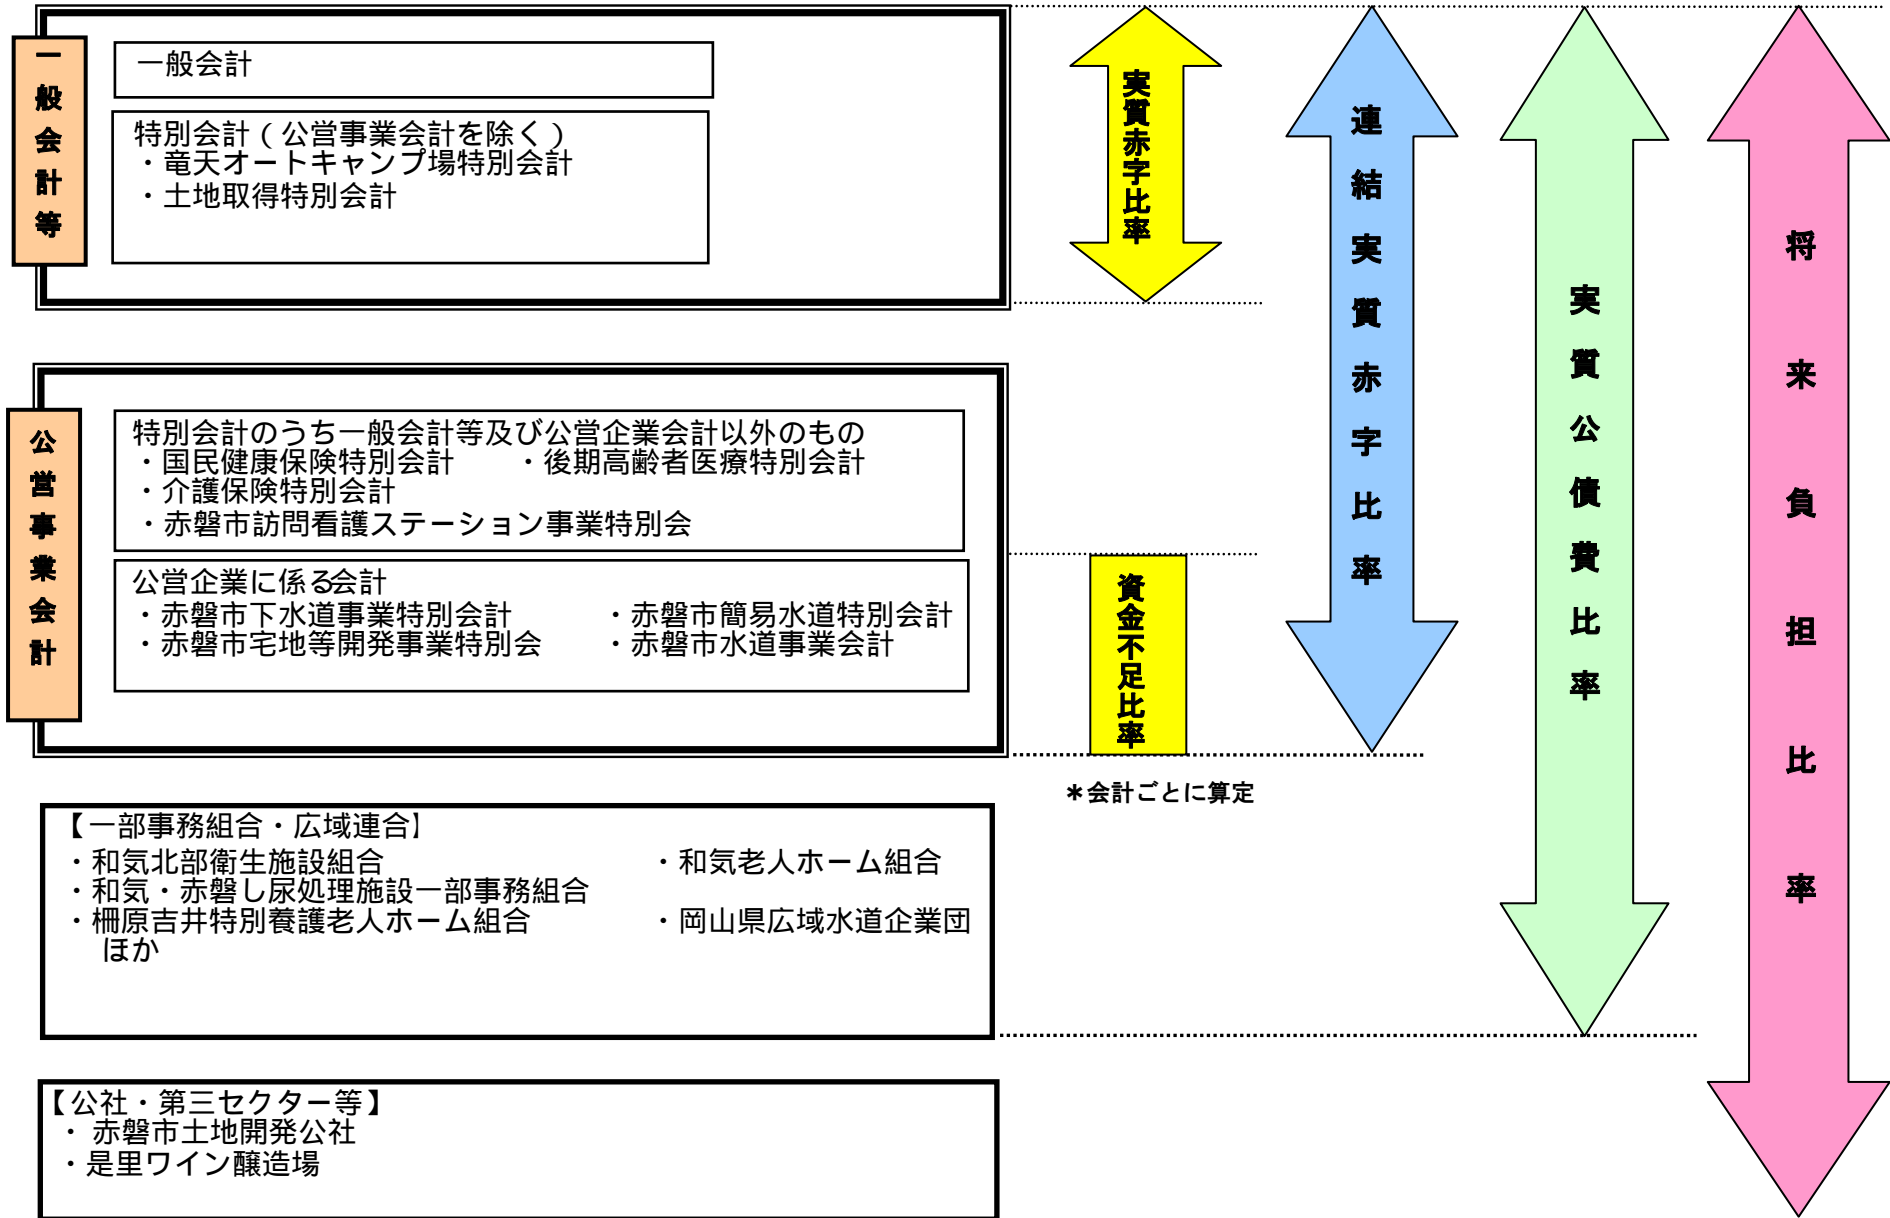 一般会計等
一般会計
特別会計（公営事業会計を除く）
・竜天オートキャンプ場特別会計
・土地取得特別会計
公営事業会計
特別会計のうち一般会計等及び公営企業会計以外のもの
・国民健康保険特別会計　　・後期高齢者医療特別会計
・介護保険特別会計
・赤磐市訪問看護ステーション事業特別会
公営企業に係る会計
・赤磐市下水道事業特別会計　　・赤磐市簡易水道特別会計
・赤磐市宅地等開発事業特別会　　・赤磐市水道事業会計
【一部事務組合・広域連合】
・和気北部衛生施設組合　　・和気老人ホーム組合
・和気・赤磐し尿処理施設一部事務組合
・柵原吉井特別養護老人ホーム組合　　・岡山県広域水道企業団
ほか
【公社・第三セクター等】
・ 赤磐市土地開発公社
・是里ワイン醸造場
実質赤字比率
資金不足比率
＊会計ごとに算定
連結実質赤字比率
実質公債費比率
将来負担比率